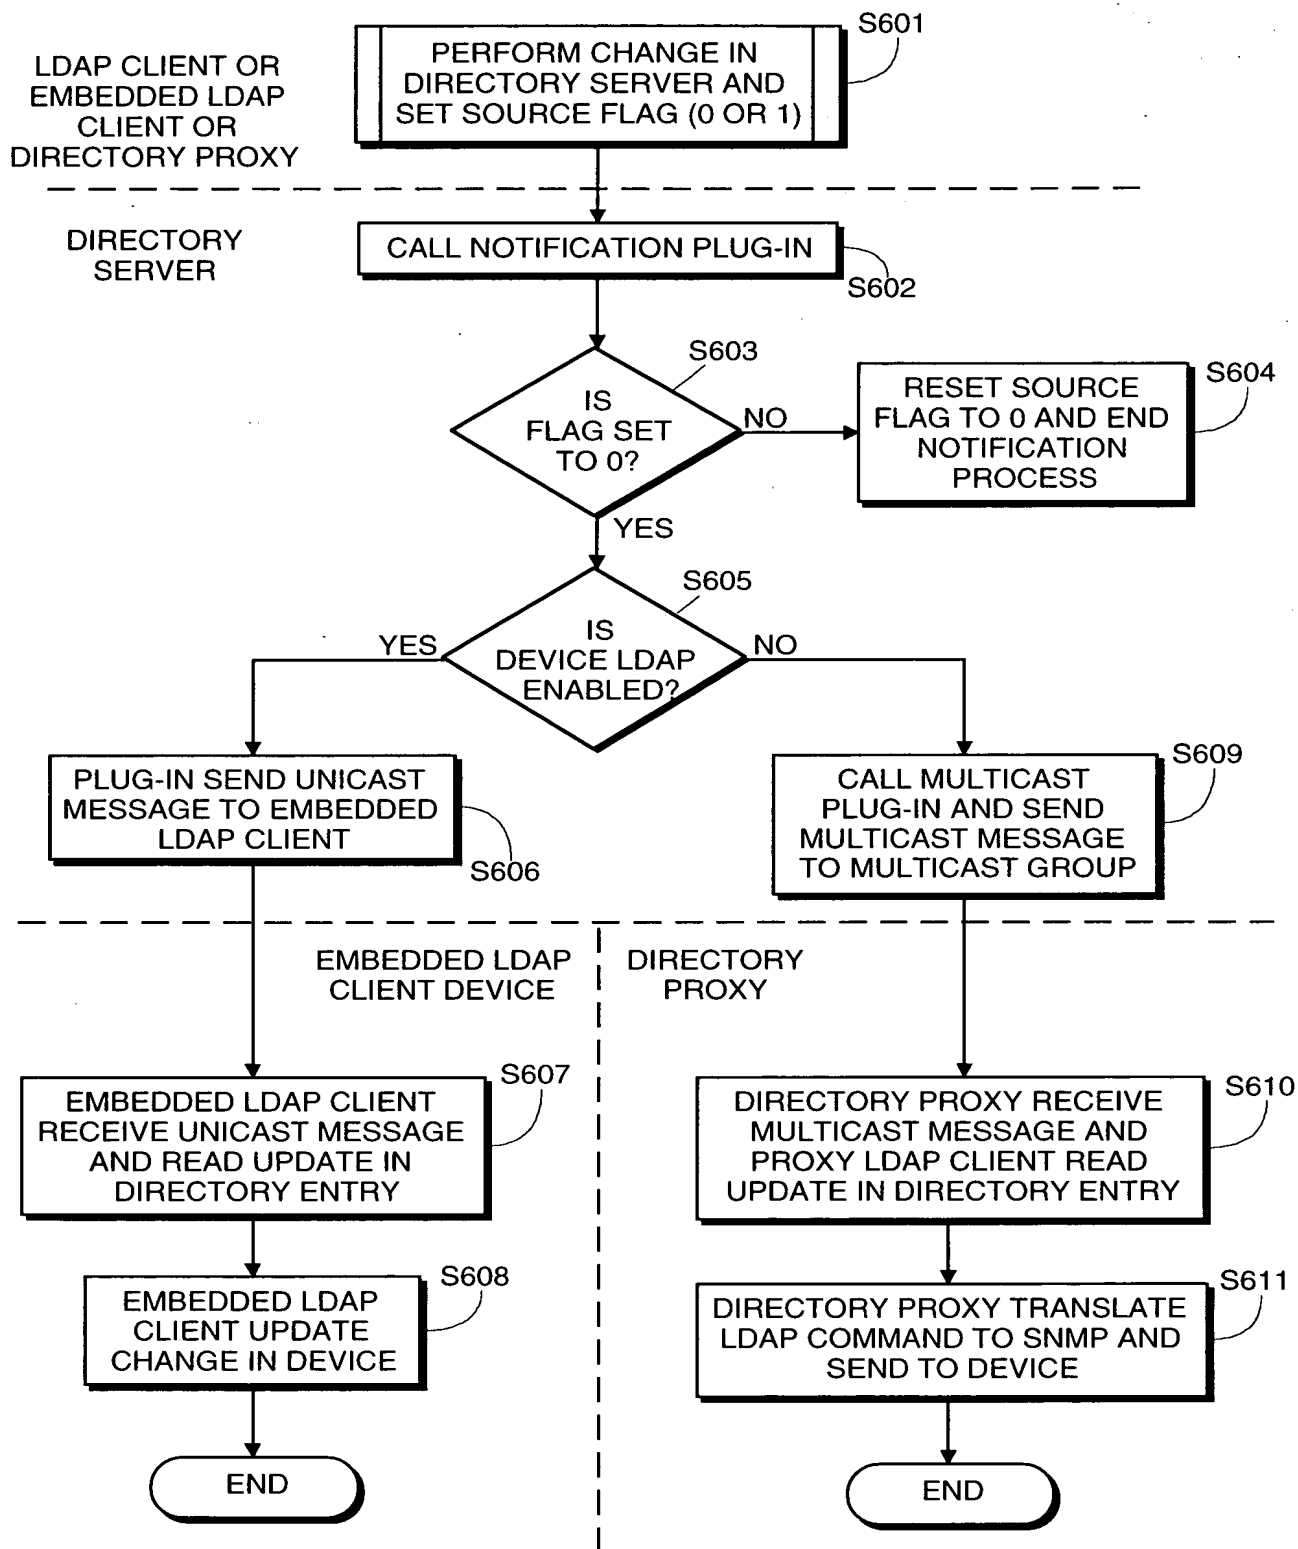 S601
PERFORM CHANGE IN
DIRECTORY SERVER AND
SET SOURCE FLAG (0 OR 1)
LDAP CLIENT OR
EMBEDDED LDAP
CLIENT OR
DIRECTORY PROXY
DIRECTORY
SERVER
CALL NOTIFICATION PLUG-IN
S602
S603
IS
FLAG SET
TO 0?
NO
S604
RESET SOURCE
FLAG TO 0 AND END
NOTIFICATION
PROCESS
YES
S605
IS
DEVICE LDAP
ENABLED?
YES
NO
PLUG-IN SEND UNICAST
MESSAGE TO EMBEDDED
LDAP CLIENT
S606
S609
CALL MULTICAST
PLUG-IN AND SEND
MULTICAST MESSAGE
TO MULTICAST GROUP
EMBEDDED LDAP
CLIENT DEVICE
DIRECTORY
PROXY
S607
EMBEDDED LDAP CLIENT
RECEIVE UNICAST MESSAGE
AND READ UPDATE IN
DIRECTORY ENTRY
S610
DIRECTORY PROXY RECEIVE
MULTICAST MESSAGE AND
PROXY LDAP CLIENT READ
UPDATE IN DIRECTORY ENTRY
S608
EMBEDDED LDAP
CLIENT UPDATE
CHANGE IN DEVICE
S611
DIRECTORY PROXY TRANSLATE
LDAP COMMAND TO SNMP AND
SEND TO DEVICE
END
END